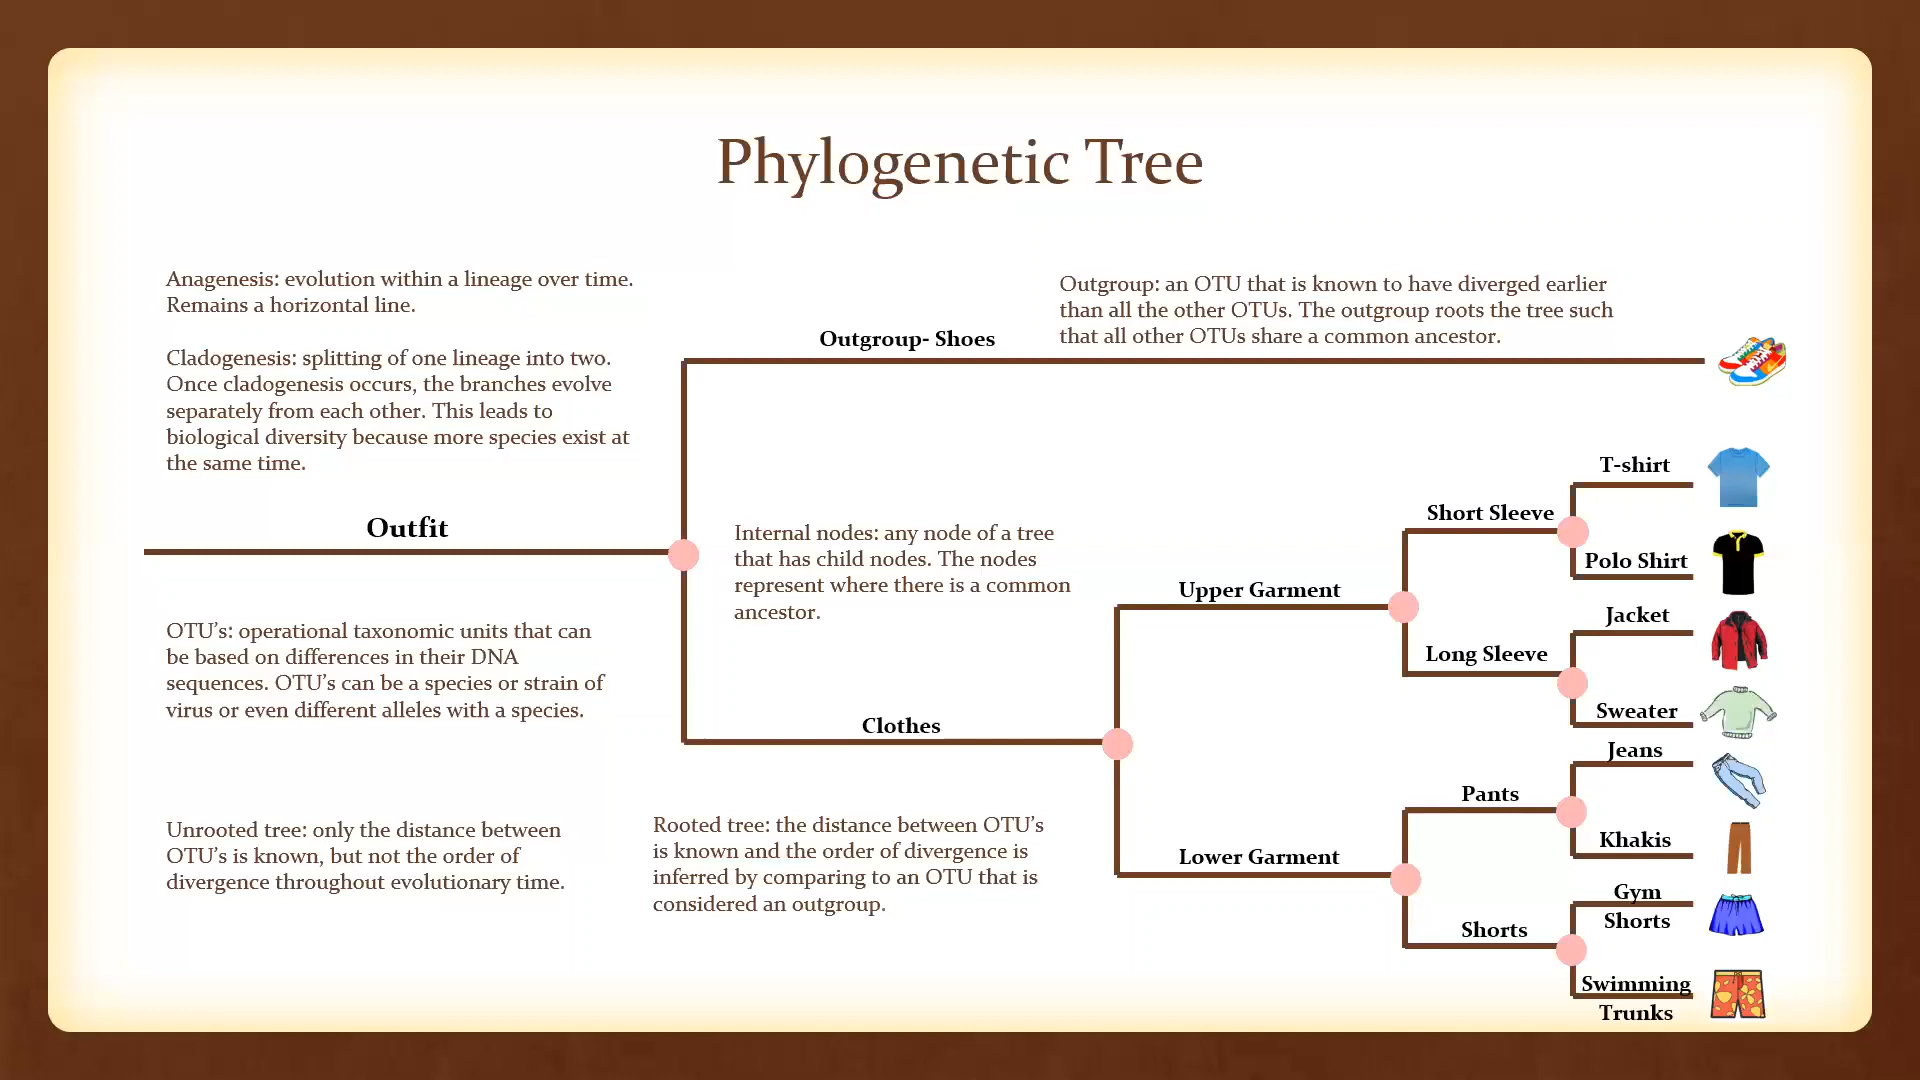 Phylogenetic Tree
Anagenesis: evolution within a lineage over time.
Remains a horizontal line.
Cladogenesis: splitting of one lineage into two.
Once cladogenesis occurs, the branches evolve
separately from each other. This leads to
biological diversity because more species exist at
the same time.
Outfit
OTU's: operational taxonomic units that can
be based on differences in their DNA
sequences. OTU's can be a species or strain of
virus or even different alleles with a species.
Unrooted tree: only the distance between
OTU's is known, but not the order of
divergence throughout evolutionary time.
Outgroup- Shoes
Outgroup: an OTU that is known to have diverged earlier
than all the other OTUs. The outgroup roots the tree such
that all other OTUs share a common ancestor.
Internal nodes: any node of a tree
that has child nodes. The nodes
represent where there is a common
ancestor.
Clothes
Rooted tree: the distance between OTU's
is known and the order of divergence is
inferred by comparing to an OTU that is
considered an outgroup.
Upper Garment
Lower Garment
Short Sleeve
Long Sleeve
Pants
Shorts
T-shirt
Polo Shirt
Jacket
Sweater
Jeans
Khakis
Gym
Shorts
Swimming
Trunks